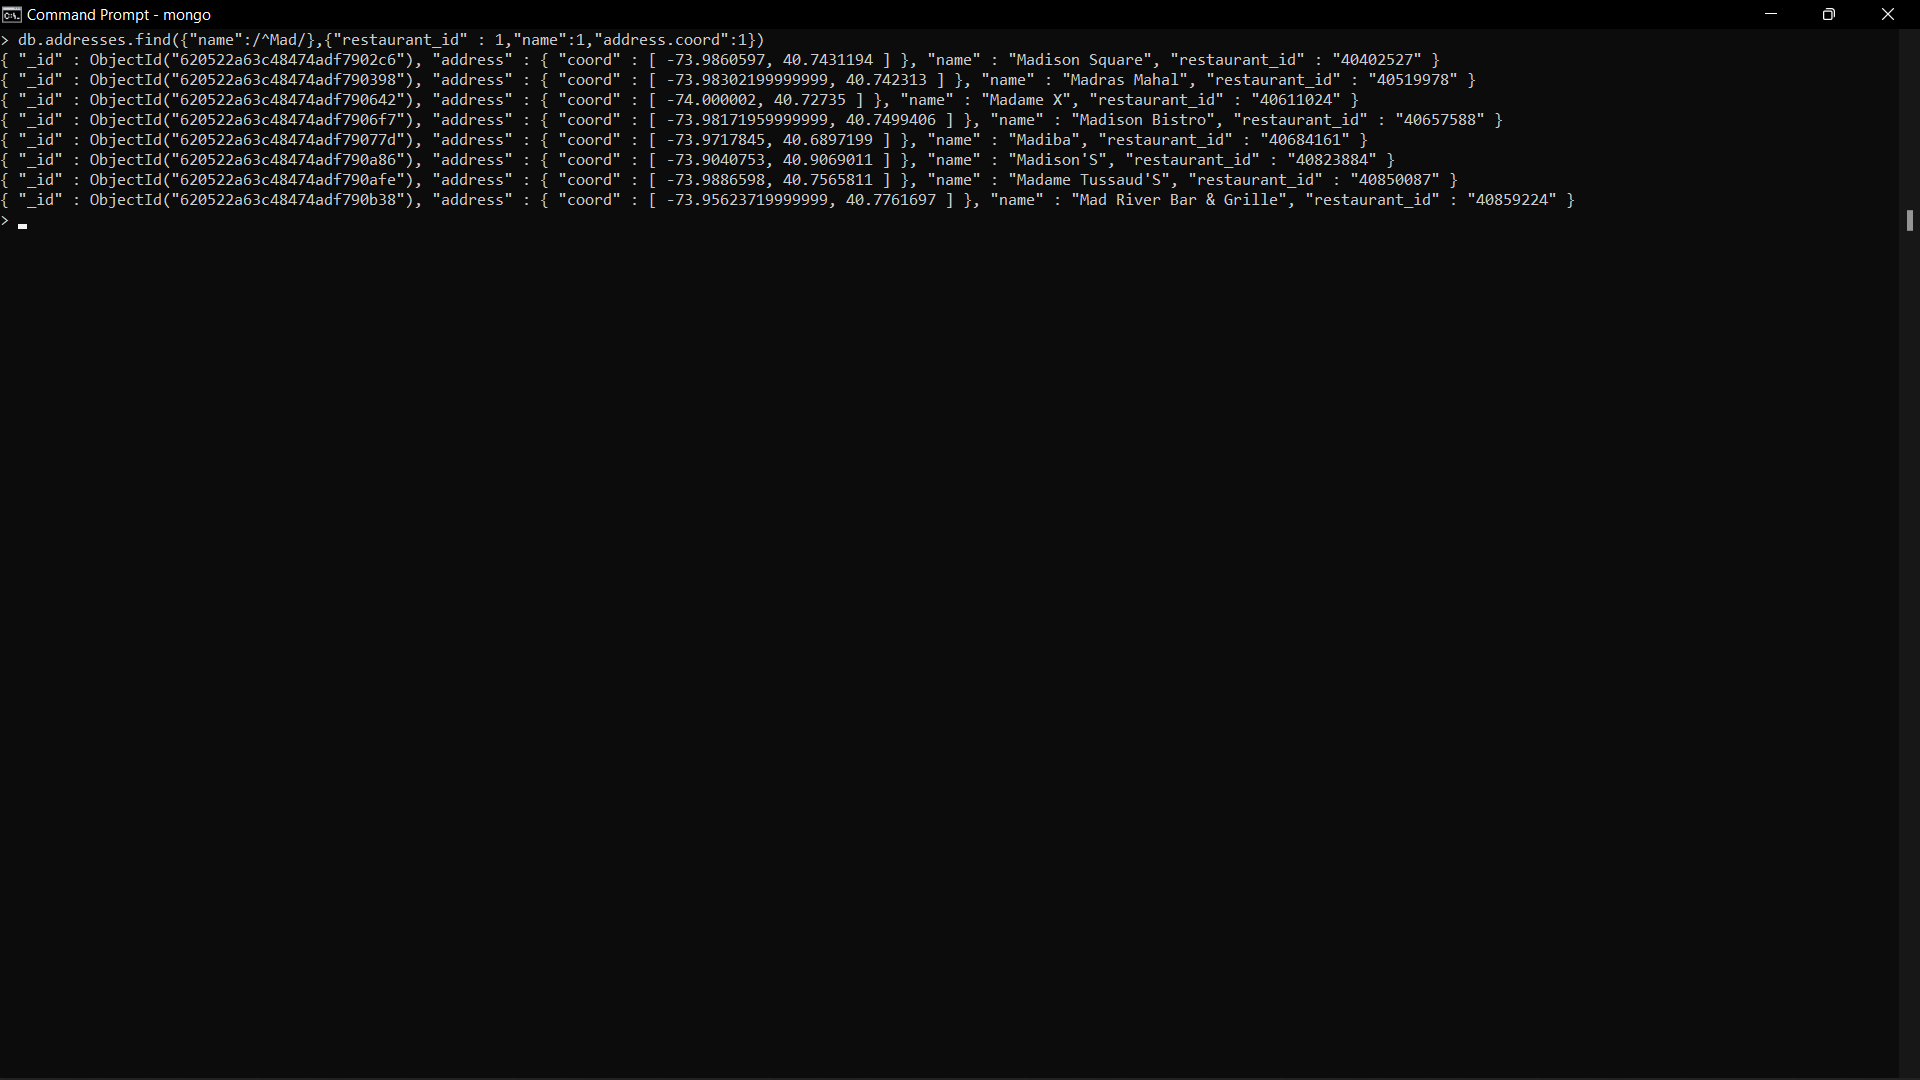 Command Prompt - mongo
> db.addresses.find({"name":/^Mad/},{"restaurant_id" : 1,"name":1,"address.coord":1})
{ "_id" : ObjectId("620522a63c48474adf7902c6"), "address" : { "coord" : [ -73.9860597, 40.7431194 ] }, "name" : "Madison Square", "restaurant_id" : "40402527" }
{ "_id" : ObjectId("620522a63c48474adf790398"), "address" : { "coord" : [ -73.98302199999999, 40.742313 ] }, "name" : "Madras Mahal", "restaurant_id" : "40519978" }
{ "_id" : ObjectId("620522a63c48474adf790642"), "address" : { "coord" : [ -74.000002, 40.72735 ] }, "name" : "Madame X", "restaurant_id" : "40611024" }
{ "_id" : ObjectId("620522a63c48474adf7906f7"), "address" : { "coord" : [ -73.98171959999999, 40.7499406 ] }, "name" : "Madison Bistro", "restaurant_id" : "40657588" }
{ "_id" : ObjectId("620522a63c48474adf79077d"), "address" : { "coord" : [ -73.9717845, 40.6897199 ] }, "name" : "Madiba", "restaurant_id" : "40684161" }
{ "_id" : ObjectId("620522a63c48474adf790a86"), "address" : { "coord" : [ -73.9040753, 40.9069011 ] }, "name" : "Madison'S", "restaurant_id" : "40823884" }
{ "_id" : ObjectId("620522a63c48474adf790afe"), "address" : { "coord" : [ -73.9886598, 40.7565811 ] }, "name" : "Madame Tussaud'S", "restaurant_id" : "40850087" }
{ "_id" : ObjectId("620522a63c48474adf790b38"), "address" : { "coord" : [ -73.95623719999999, 40.7761697 ] }, "name" : "Mad River Bar & Grille", "restaurant_id" : "40859224" }
>